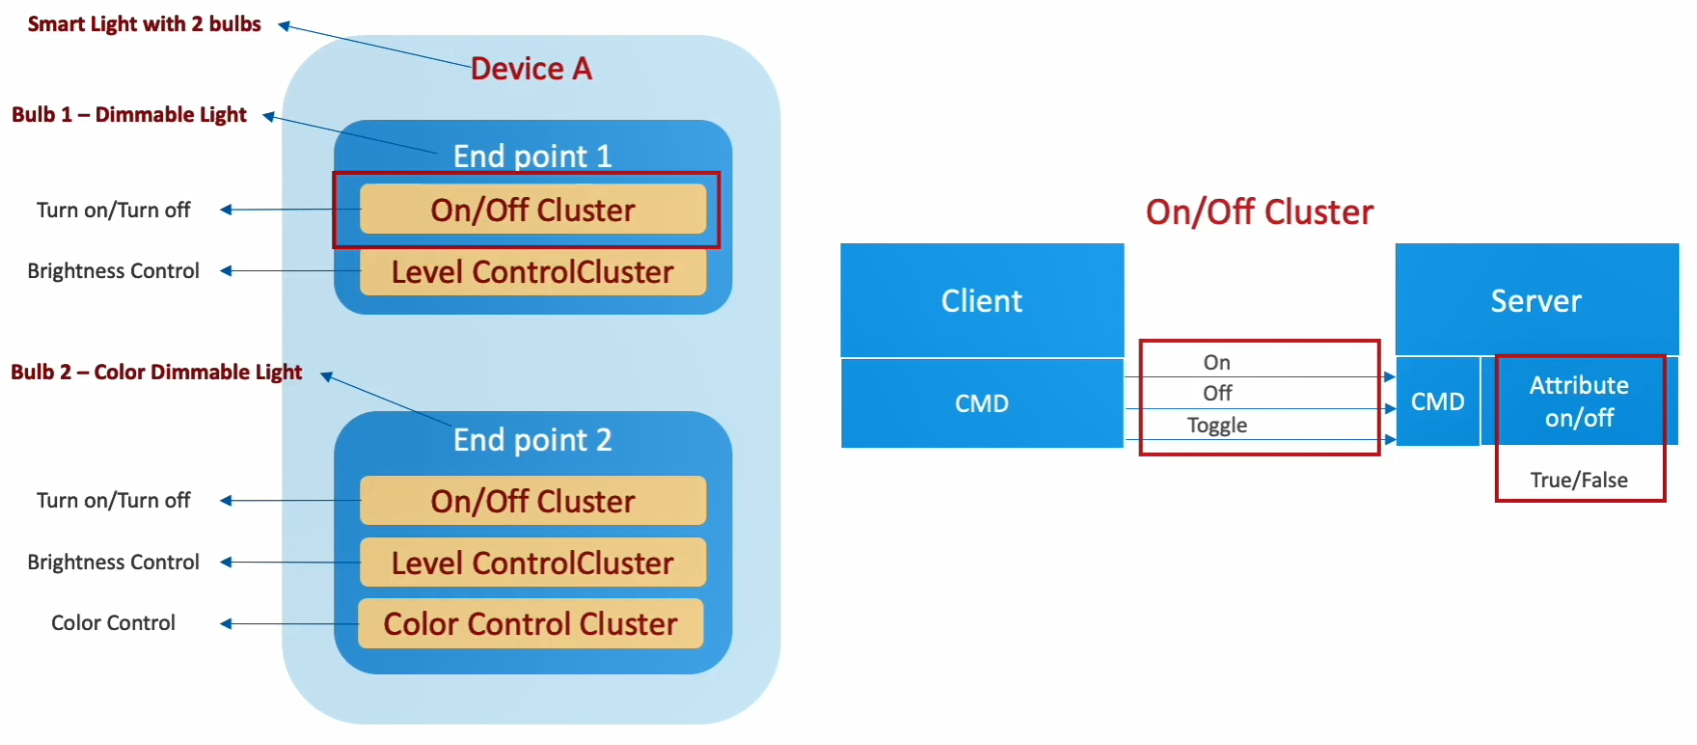 Smart Light with 2 bulbs
Device A
Bulb 1 – Dimmable Light
End point 1
Turn on/Turn off
On/Off Cluster
Brightness Control
Level ControlCluster
Bulb 2 – Color Dimmable Light
End point 2
Turn on/Turn off
On/Off Cluster
Brightness Control
Level ControlCluster
Color Control
Color Control Cluster
On/Off Cluster
Client
Server
CMD
On
Off
Toggle
CMD
Attribute
on/off
True/False